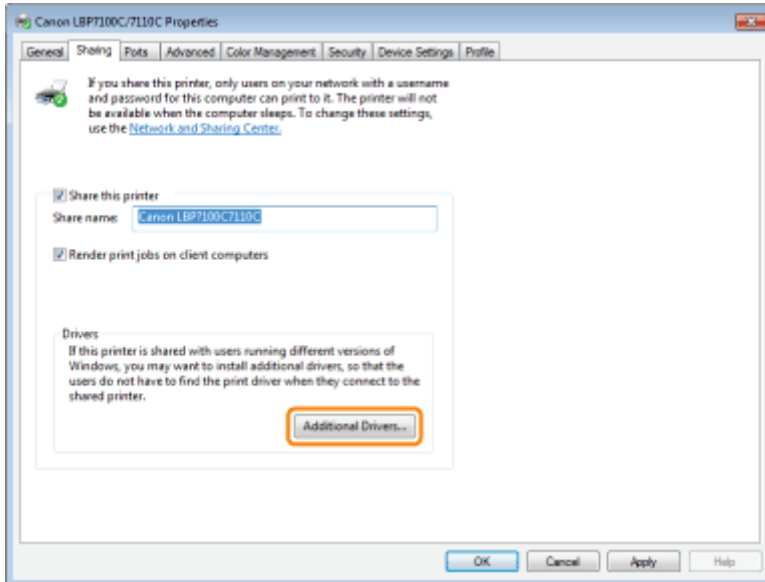 Canon LBP7100C/7110C Properties
General Sharing Ports Advanced Color Management Security Device Settings Profile
If you share this printer, only users on your network with a username
and password for this computer can print to it. The printer will not
be available when the computer sleeps. To change these settings,
use the Network and Sharing Center.
Share this printer
Share name: Canon LBP7100C7110C
Render print jobs on client computers
Drivers
If this printer is shared with users running different versions of
Windows, you may want to install additional drivers, so that the
users do not have to find the print driver when they connect to the
shared printer.
Additional Drivers...
OK Cancel Apply Help